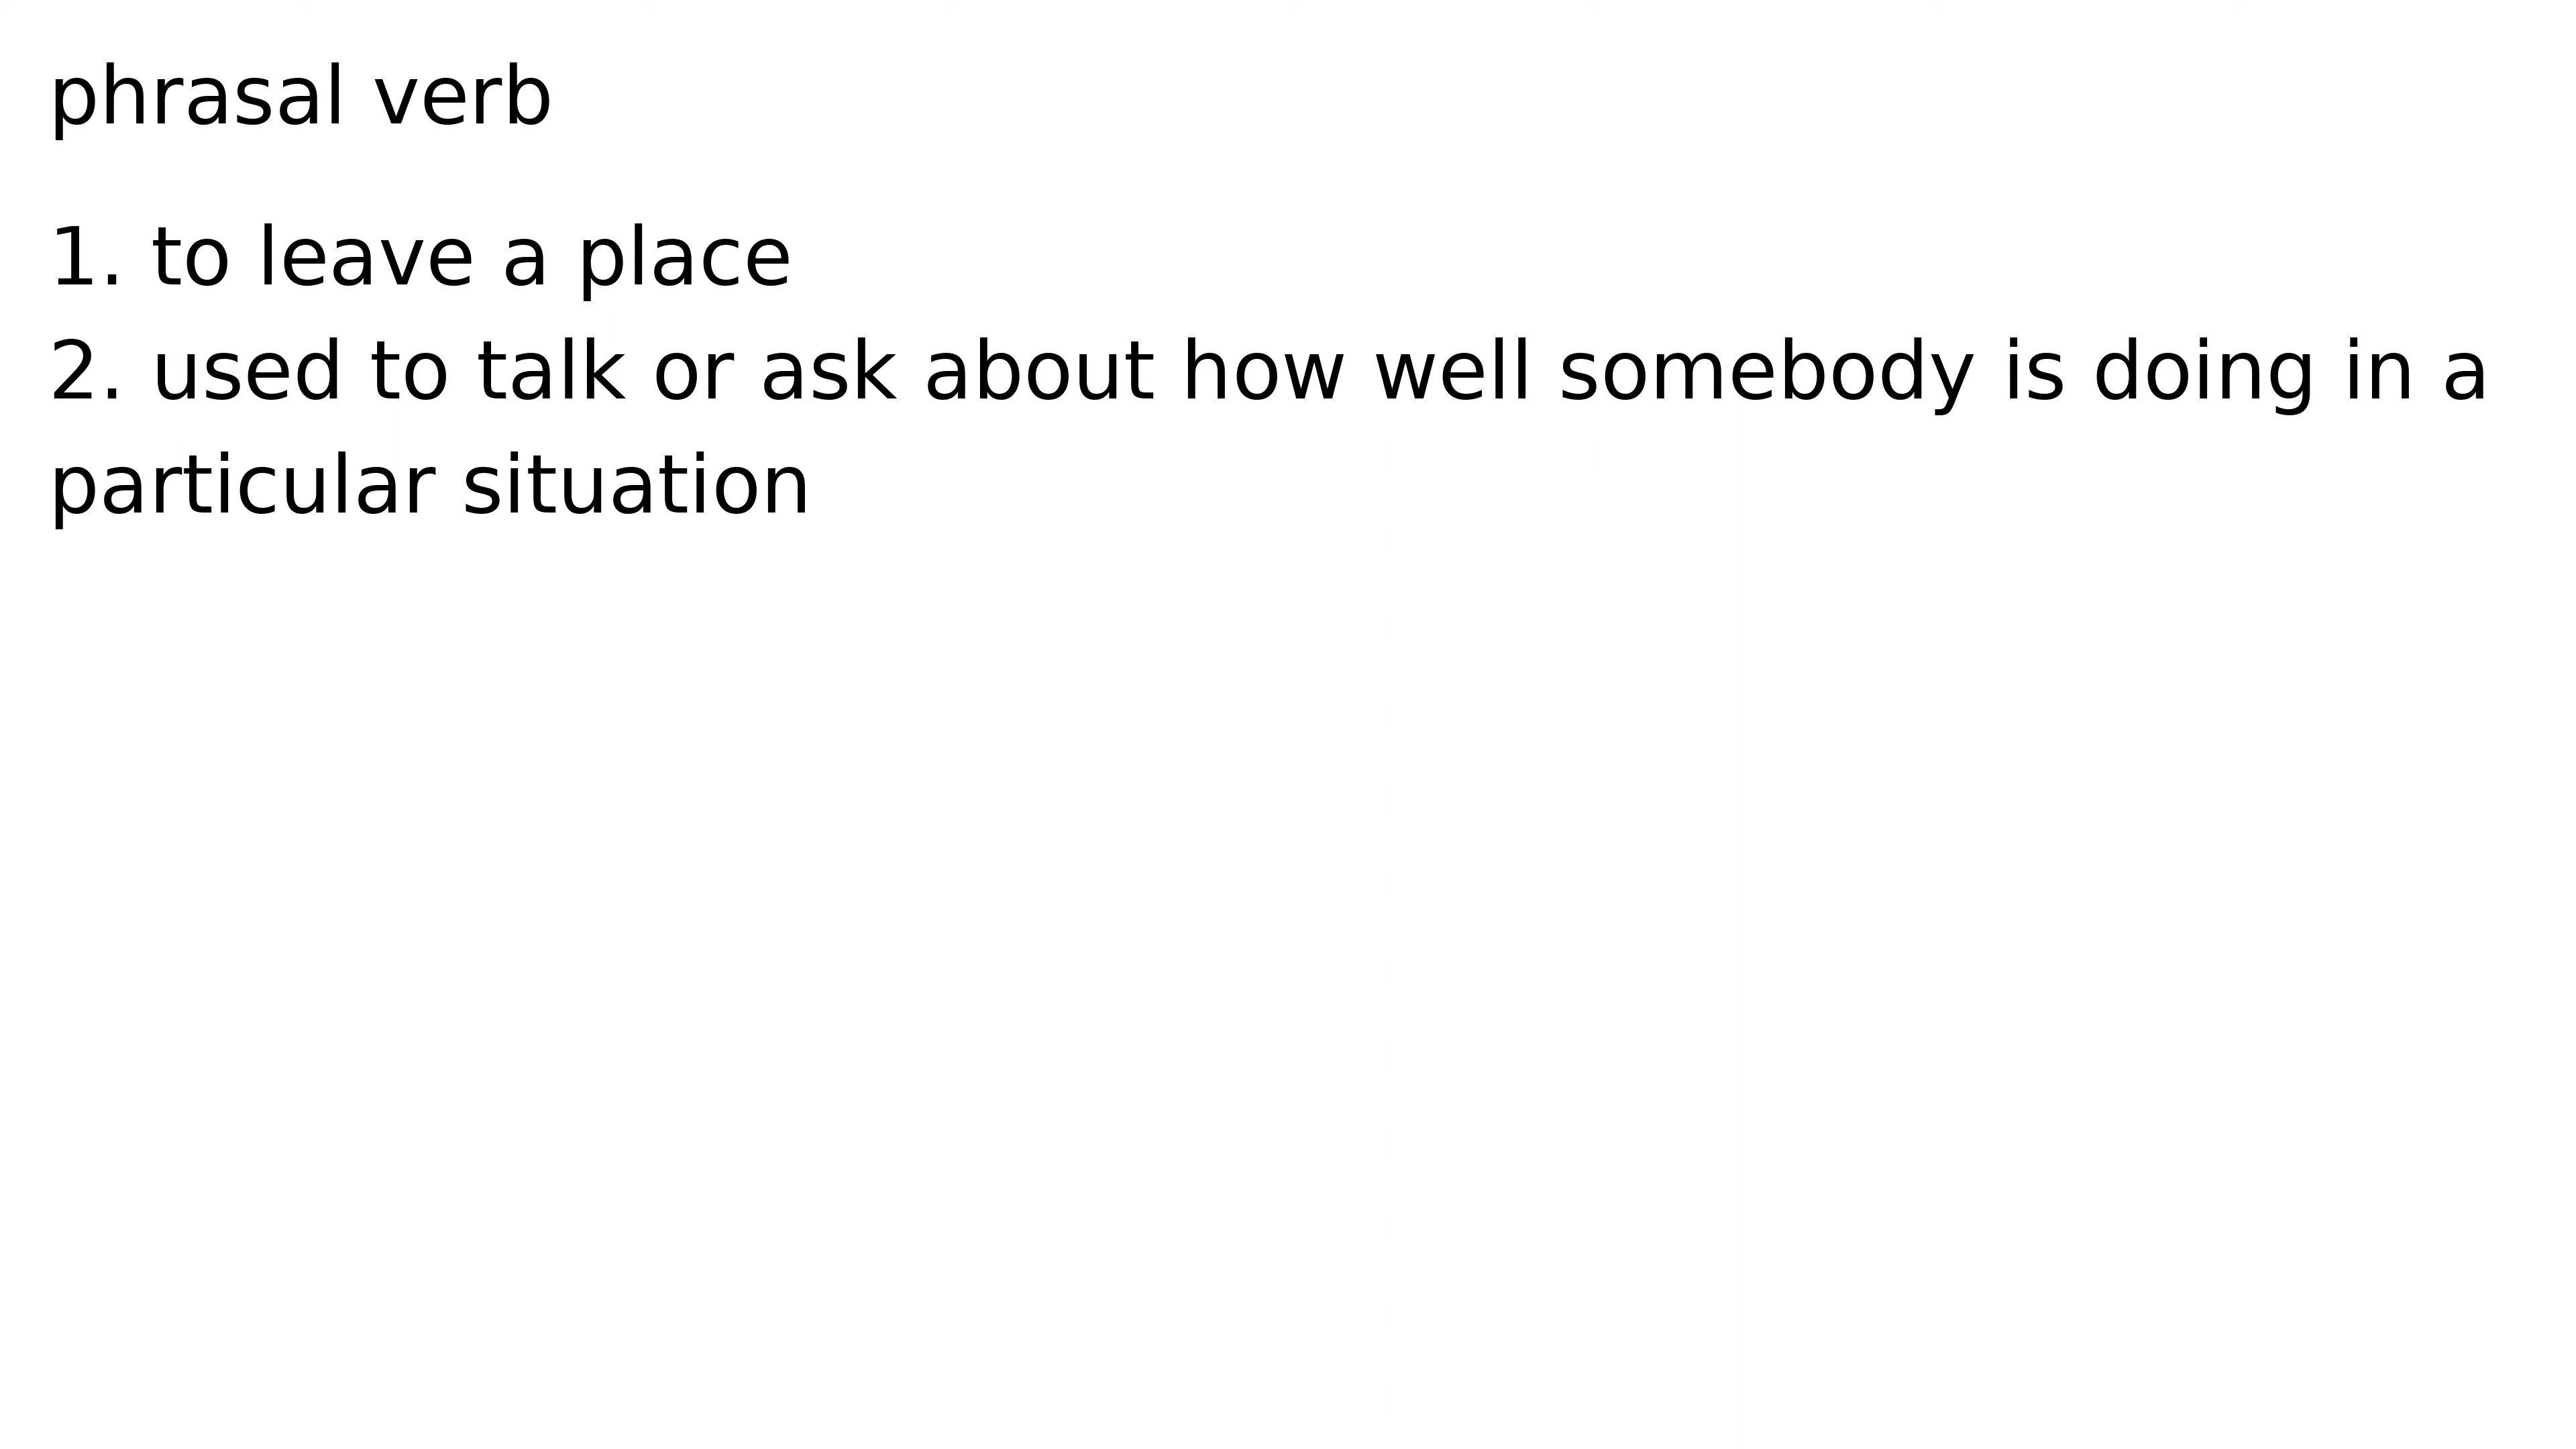 phrasal verb
1. to leave a place
2. used to talk or ask about how well somebody is doing in a
particular situation